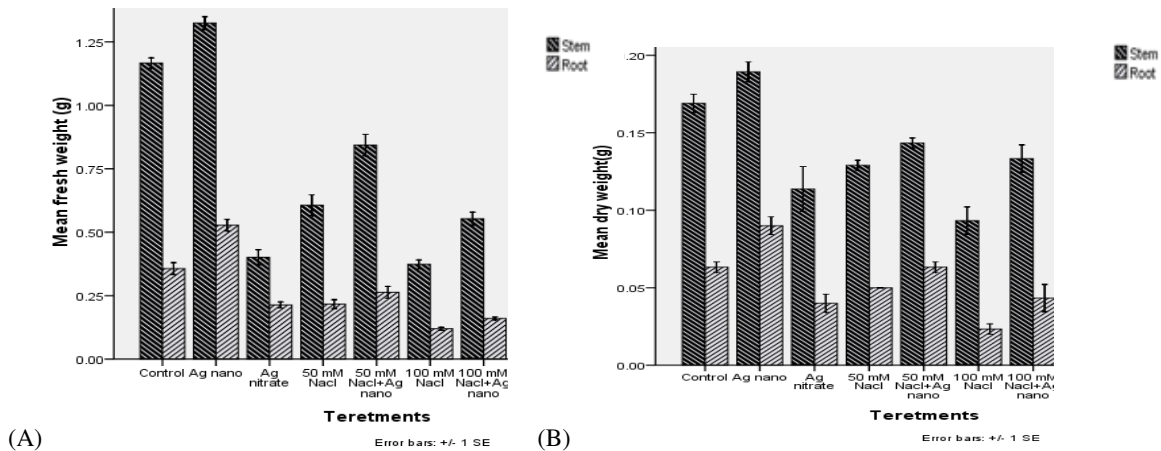 Stem
Root
Mean fresh weight (g)
1.25
1.00
0.75
0.50
0.25
0.00
Control Ag nano Ag nitrate 50 mM Nacl 50 mM Nacl+Ag nano 100 mM Nacl 100 mM Nacl+Ag nano
Teretments
Error bars: +/- 1 SE
(A)
Stem
Root
Mean dry weight(g)
0.20
0.15
0.10
0.05
0.00
Control Ag nano Ag nitrate 50 mM Nacl 50 mM Nacl+Ag nano 100 mM Nacl 100 mM Nacl+Ag nano
Teretments
Error bars: +/- 1 SE
(B)